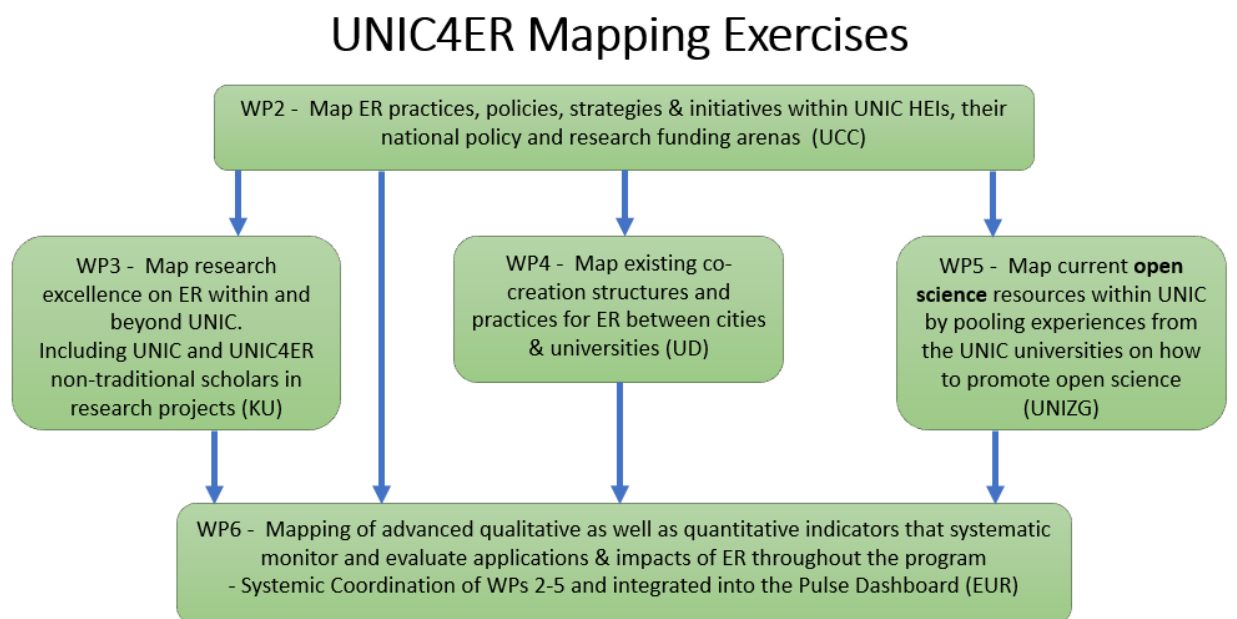 UNIC4ER Mapping Exercises
WP2 - Map ER practices, policies, strategies & initiatives within UNIC HEIs, their
national policy and research funding arenas (UCC)
WP3 - Map research
excellence on ER within and
beyond UNIC.
Including UNIC and UNIC4ER
non-traditional scholars in
research projects (KU)
WP4 - Map existing co-
creation structures and
practices for ER between cities
& universities (UD)
WP5 - Map current open
science resources within UNIC
by pooling experiences from
the UNIC universities on how
to promote open science
(UNIZG)
WP6 - Mapping of advanced qualitative as well as quantitative indicators that systematic
monitor and evaluate applications & impacts of ER throughout the program
- Systemic Coordination of WPs 2-5 and integrated into the Pulse Dashboard (EUR)